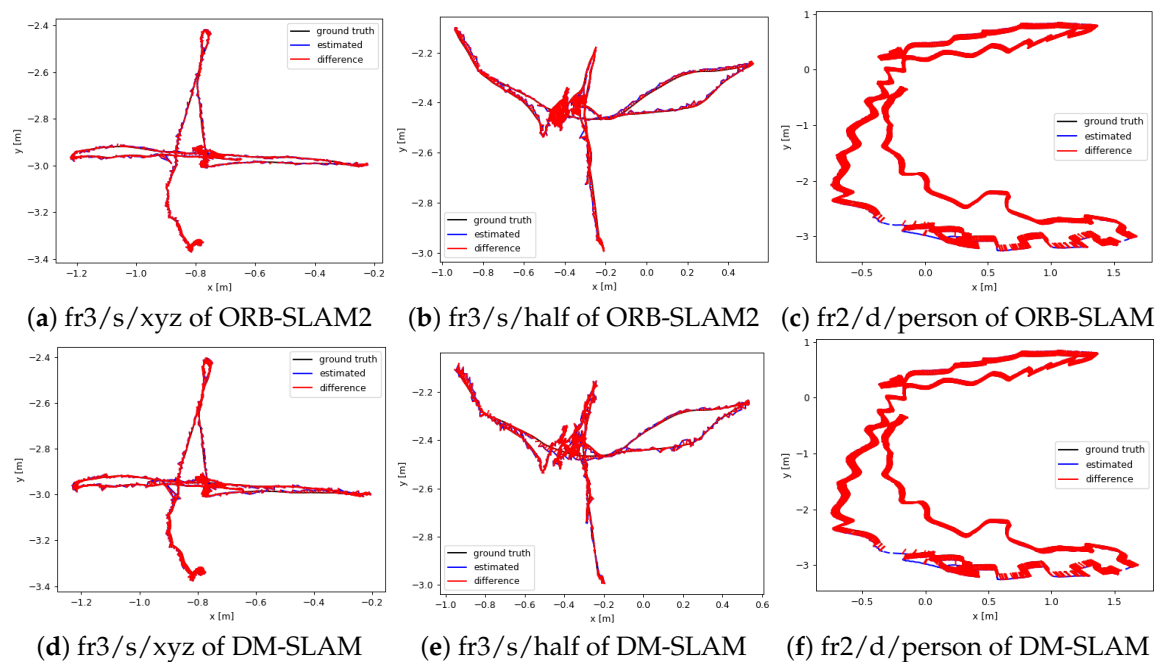 −2.4
−2.6
−2.8
−3.0
−3.2
−3.4
y [m]
ground truth
estimated
difference
−1.2 −1.0 −0.8 −0.6 −0.4 −0.2
x [m]
(a) fr3/s/xyz of ORB-SLAM2
−2.2
−2.4
−2.6
−2.8
−3.0
y [m]
ground truth
estimated
difference
−1.0 −0.8 −0.6 −0.4 −0.2 0.0 0.2 0.4
x [m]
(b) fr3/s/half of ORB-SLAM2
1
0
−1
−2
−3
y [m]
ground truth
estimated
difference
0.0 0.5 1.0 1.5
x [m]
(c) fr2/d/person of ORB-SLAM
−2.4
−2.6
−2.8
−3.0
−3.2
−3.4
y [m]
ground truth
estimated
difference
−1.2 −1.0 −0.8 −0.6 −0.4 −0.2
x [m]
(d) fr3/s/xyz of DM-SLAM
−2.2
−2.4
−2.6
−2.8
−3.0
y [m]
ground truth
estimated
difference
−1.0 −0.8 −0.6 −0.4 −0.2 0.0 0.2 0.4 0.6
x [m]
(e) fr3/s/half of DM-SLAM
1
0
−1
−2
−3
y [m]
ground truth
estimated
difference
0.0 0.5 1.0 1.5
x [m]
(f) fr2/d/person of DM-SLAM